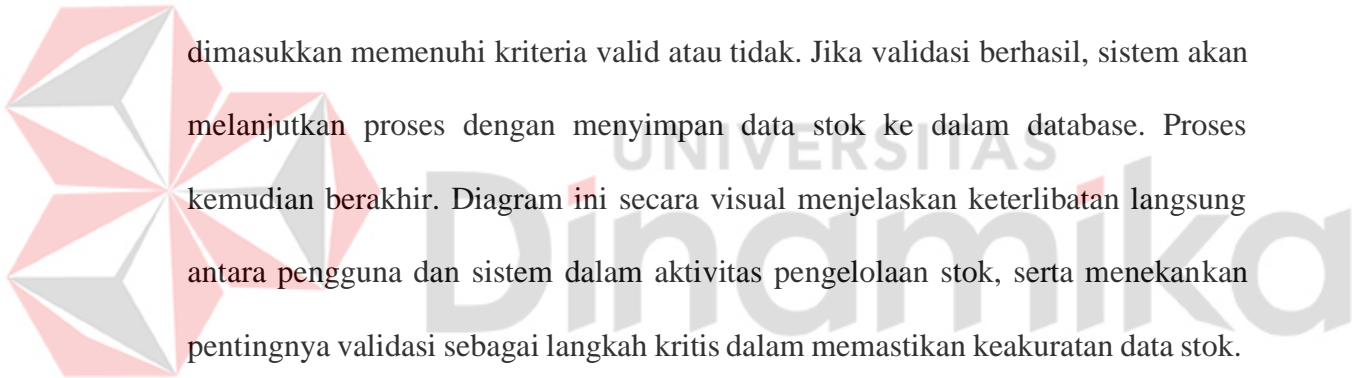 dimasukkan memenuhi kriteria valid atau tidak. Jika validasi berhasil, sistem akan
melanjutkan proses dengan menyimpan data stok ke dalam database. Proses
UNIVERSITAS
kemudian berakhir. Diagram ini secara visual menjelaskan keterlibatan langsung
Dinamika
antara pengguna dan sistem dalam aktivitas pengelolaan stok, serta menekankan
pentingnya validasi sebagai langkah kritis dalam memastikan keakuratan data stok.